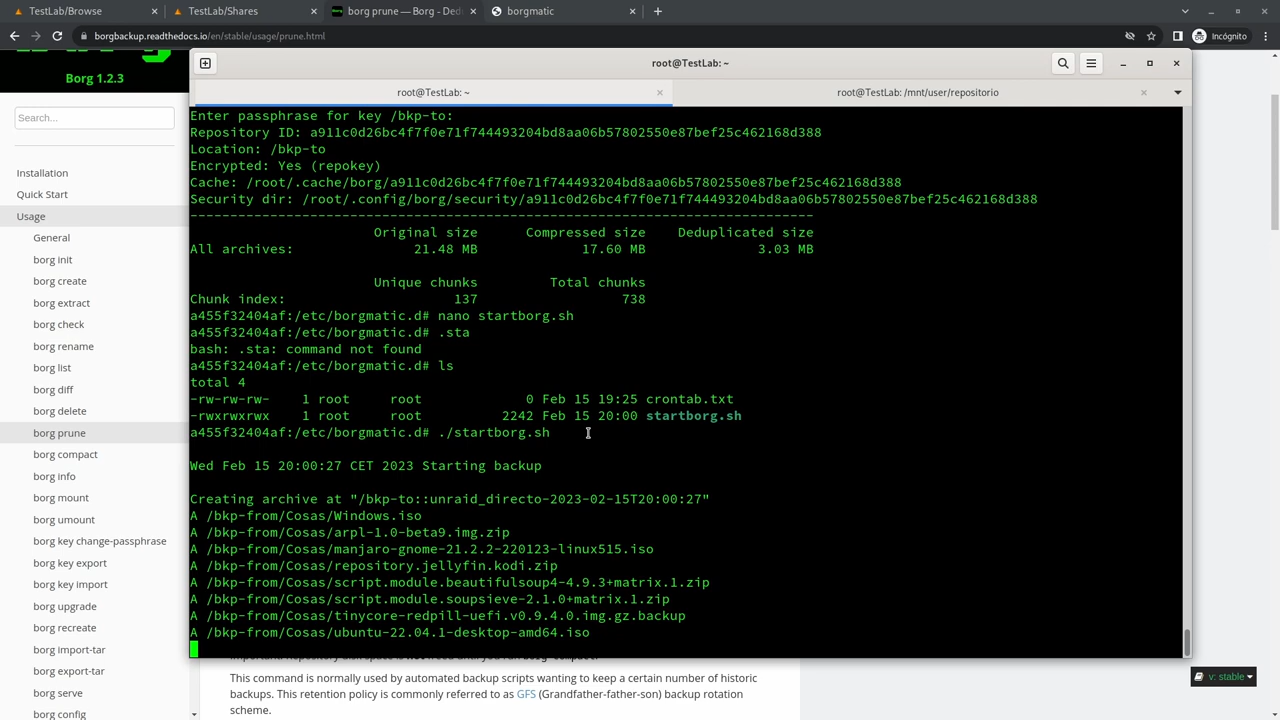 TestLab/Browse
TestLab/Shares
borg prune — Borg - Ded
borgmatic
borgbackup.readthedocs.io/en/stable/usage/prune.html
Incógnito
Borg 1.2.3
Search...
Installation
Quick Start
Usage
General
borg init
borg create
borg extract
borg check
borg rename
borg list
borg diff
borg delete
borg prune
borg compact
borg info
borg mount
borg umount
borg key change-passphrase
borg key export
borg key import
borg upgrade
borg recreate
borg import-tar
borg export-tar
borg serve
borg config
root@TestLab: ~
root@TestLab: ~
root@TestLab: /mnt/user/repositorio
Enter passphrase for key /bkp-to:
Repository ID: a911c0d26bc4f7f0e71f744493204bd8aa06b57802550e87bef25c462168d388
Location: /bkp-to
Encrypted: Yes (repokey)
Cache: /root/.cache/borg/a911c0d26bc4f7f0e71f744493204bd8aa06b57802550e87bef25c462168d388
Security dir: /root/.config/borg/security/a911c0d26bc4f7f0e71f744493204bd8aa06b57802550e87bef25c462168d388
------------------------------------------------------------------------------
Original size Compressed size Deduplicated size
All archives: 21.48 MB 17.60 MB 3.03 MB
Unique chunks Total chunks
Chunk index: 137 738
a455f32404af:/etc/borgmatic.d# nano startborg.sh
a455f32404af:/etc/borgmatic.d# .sta
bash: .sta: command not found
a455f32404af:/etc/borgmatic.d# ls
total 4
-rw-rw-rw- 1 root root 0 Feb 15 19:25 crontab.txt
-rwxrwxrwx 1 root root 2242 Feb 15 20:00 startborg.sh
a455f32404af:/etc/borgmatic.d# ./startborg.sh
Wed Feb 15 20:00:27 CET 2023 Starting backup
Creating archive at "/bkp-to::unraid_directo-2023-02-15T20:00:27"
A /bkp-from/Cosas/Windows.iso
A /bkp-from/Cosas/arpl-1.0-beta9.img.zip
A /bkp-from/Cosas/manjaro-gnome-21.2.2-220123-linux515.iso
A /bkp-from/Cosas/repository.jellyfin.kodi.zip
A /bkp-from/Cosas/script.module.beautifulsoup4-4.9.3+matrix.1.zip
A /bkp-from/Cosas/script.module.soupsieve-2.1.0+matrix.1.zip
A /bkp-from/Cosas/tinycore-redpill-uefi.v0.9.4.0.img.gz.backup
A /bkp-from/Cosas/ubuntu-22.04.1-desktop-amd64.iso
This command is normally used by automated backup scripts wanting to keep a certain number of historic
backups. This retention policy is commonly referred to as GFS (Grandfather-father-son) backup rotation
scheme.
v: stable